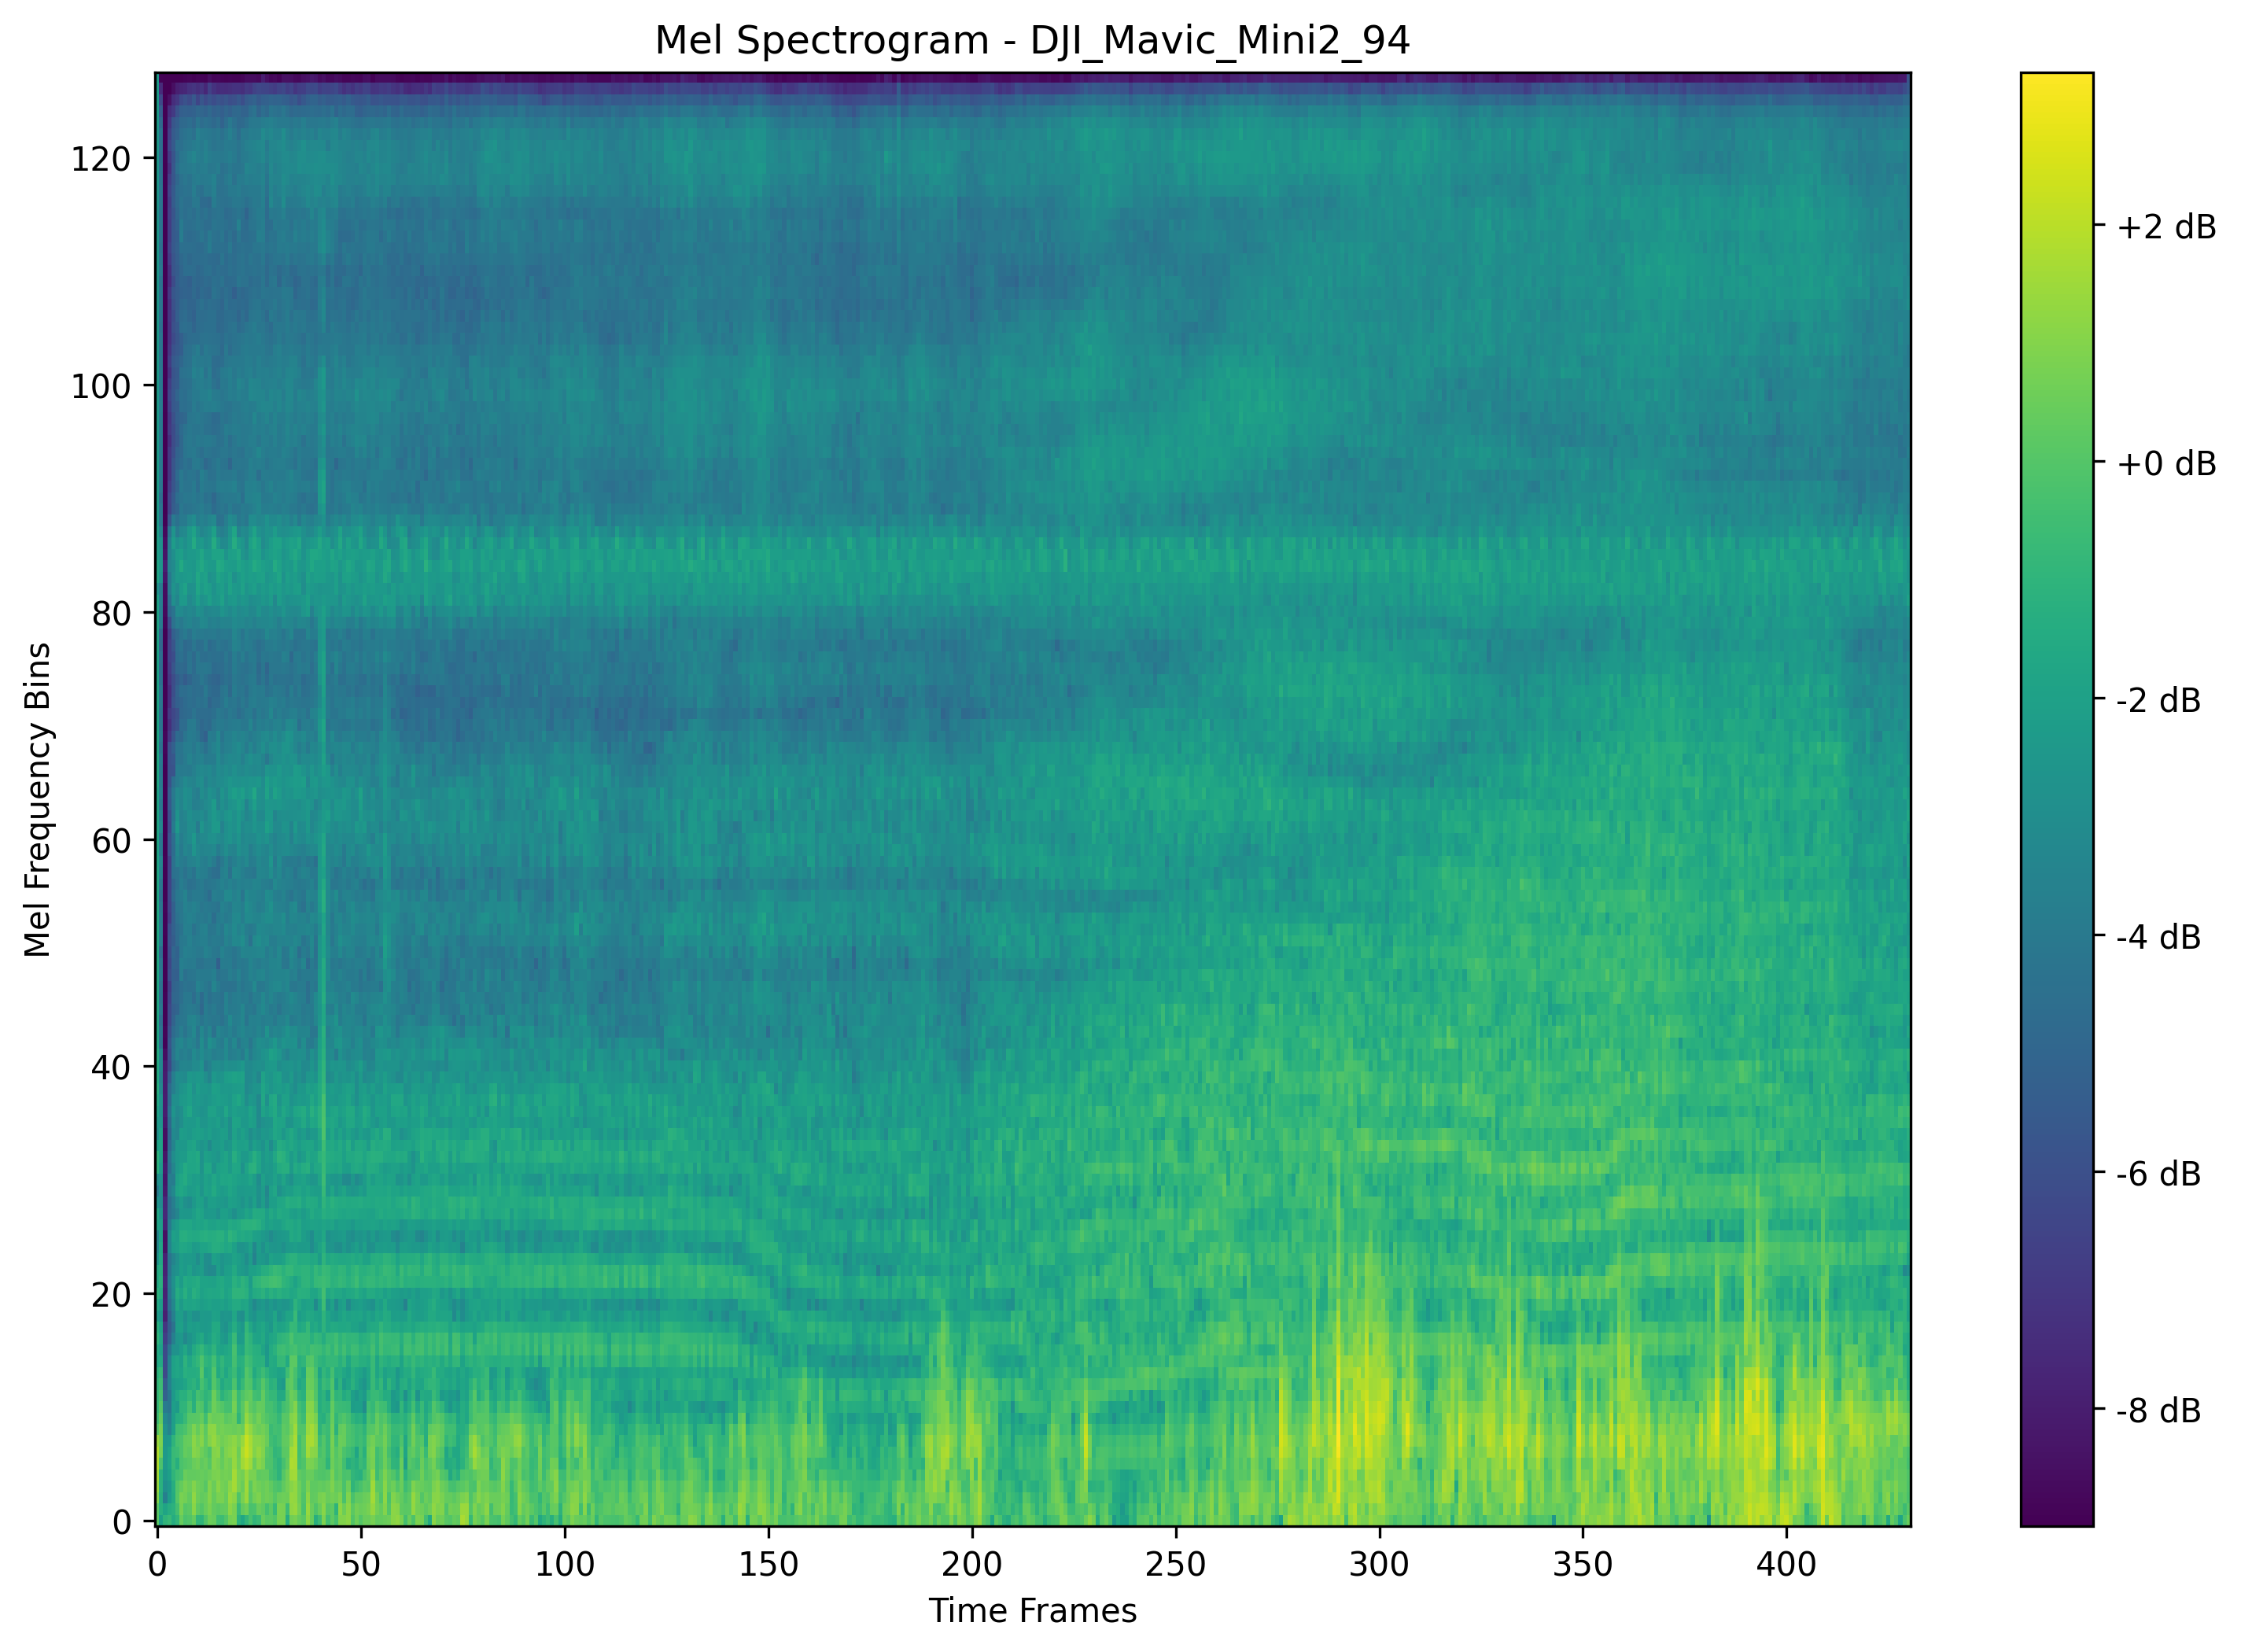 Mel Spectrogram - DJI_Mavic_Mini2_94
120
100
80
60
40
20
0
Mel Frequency Bins
0 50 100 150 200 250 300 350 400
Time Frames
+2 dB
+0 dB
-2 dB
-4 dB
-6 dB
-8 dB